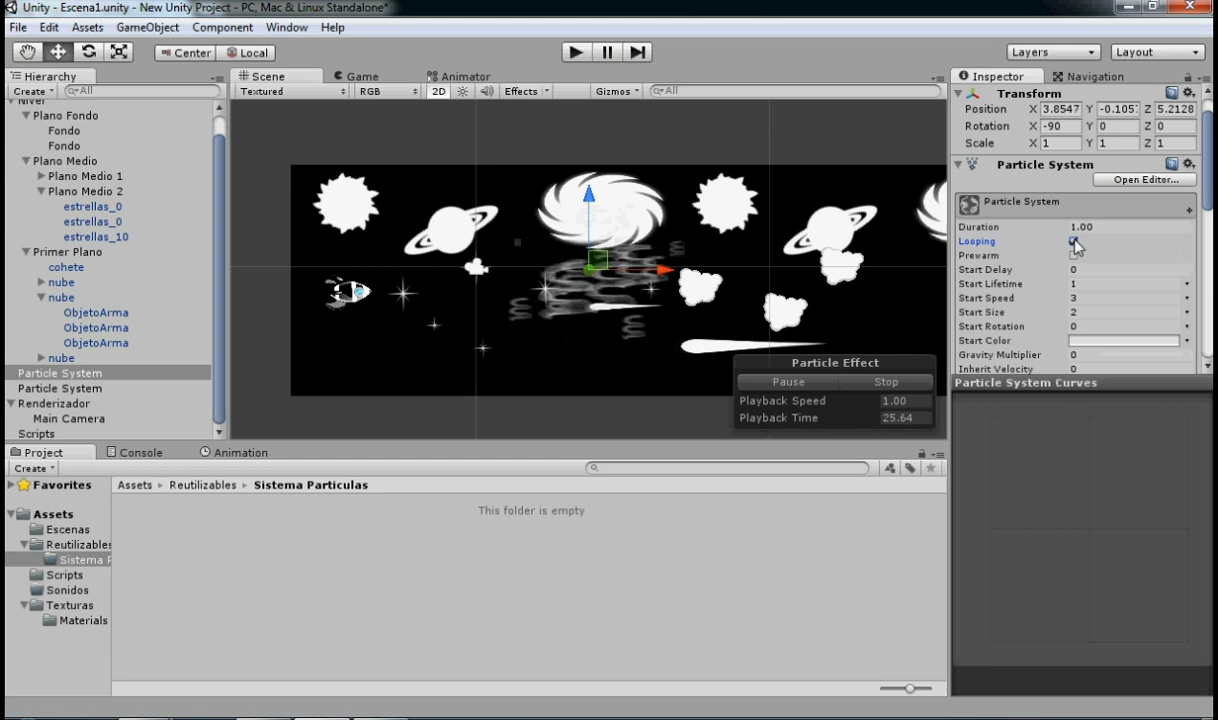 Unity - Escena1.unity - New Unity Project - PC, Mac & Linux Standalone*
File Edit Assets GameObject Component Window Help
Center Local Layers Layout
Hierarchy
Create All
Nivel
Plano Fondo
Fondo
Fondo
Plano Medio
Plano Medio 1
Plano Medio 2
estrellas_0
estrellas_0
estrellas_10
Primer Plano
cohete
nube
nube
ObjetoArma
ObjetoArma
ObjetoArma
nube
Particle System
Particle System
Renderizador
Main Camera
Scripts
Scene Game Animator
Textured RGB 2D Effects Gizmos All
Particle Effect
Pause Stop
Playback Speed 1.00
Playback Time 25.64
Inspector Navigation
Transform
Position X 3.8547 Y -0.105 Z 5.2128
Rotation X -90 Y 0 Z 0
Scale X 1 Y 1 Z 1
Particle System
Open Editor...
Particle System
Duration 1.00
Looping
Prewarm
Start Delay 0
Start Lifetime 1
Start Speed 3
Start Size 2
Start Rotation 0
Start Color
Gravity Multiplier 0
Inherit Velocity 0
Particle System Curves
Project Console Animation
Create
Favorites
Assets
Escenas
Reutilizables
Sistema P
Scripts
Sonidos
Texturas
Materials
Assets Reutilizables Sistema Particulas
This folder is empty